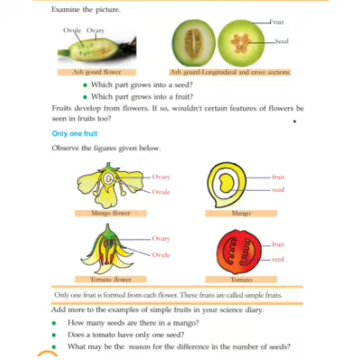 Examine the picture.
Ovule Ovary
Fruit
Seed
Ash gourd flower
Ash gourd-Longitudinal and cross sections
• Which part grows into a seed?
• Which part grows into a fruit?
Fruits develop from flowers. If so, wouldn't certain features of flowers be
seen in fruits too?
Only one fruit
Observe the figures given below.
Ovary
Ovule
Mango flower
fruit
seed
Mango
Ovary
Ovule
Tomato flower
fruit
seed
Tomato
Only one fruit is formed from each flower. These fruits are called simple fruits.
Add more to the examples of simple fruits in your science diary.
• How many seeds are there in a mango?
• Does a tomato have only one seed?
• What may be the reason for the difference in the number of seeds?